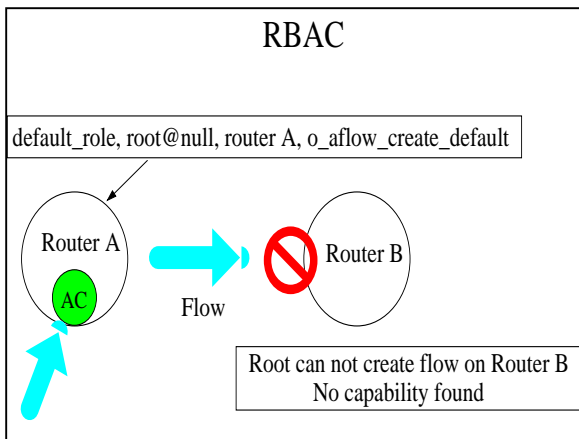 RBAC
default_role, root@null, router A, o_aflow_create_default
Router A
Router B
AC
Flow
Root can not create flow on Router B
No capability found